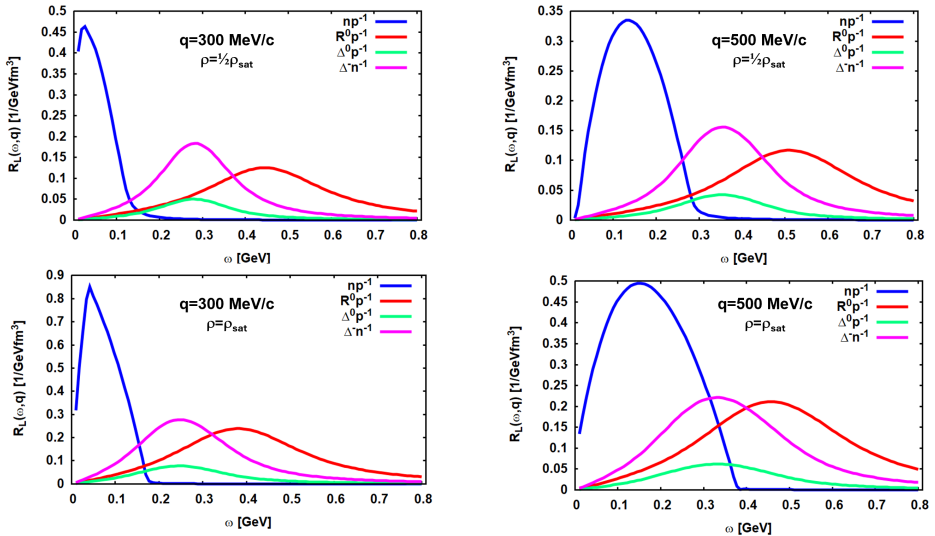 q=300 MeV/c
ρ=½ρsat
np-1
R0p-1
Δ0p-1
Δ-n-1
RL(ω,q) [1/GeVfm3]
0.5
0.45
0.4
0.35
0.3
0.25
0.2
0.15
0.1
0.05
0
0 0.1 0.2 0.3 0.4 0.5 0.6 0.7 0.8
ω [GeV]
q=500 MeV/c
ρ=½ρsat
np-1
R0p-1
Δ0p-1
Δ-n-1
RL(ω,q) [1/GeVfm3]
0.35
0.3
0.25
0.2
0.15
0.1
0.05
0
0 0.1 0.2 0.3 0.4 0.5 0.6 0.7 0.8
ω [GeV]
q=300 MeV/c
ρ=ρsat
np-1
R0p-1
Δ0p-1
Δ-n-1
RL(ω,q) [1/GeVfm3]
0.9
0.8
0.7
0.6
0.5
0.4
0.3
0.2
0.1
0
0 0.1 0.2 0.3 0.4 0.5 0.6 0.7 0.8
ω [GeV]
q=500 MeV/c
ρ=ρsat
np-1
R0p-1
Δ0p-1
Δ-n-1
RL(ω,q) [1/GeVfm3]
0.5
0.45
0.4
0.35
0.3
0.25
0.2
0.15
0.1
0.05
0
0 0.1 0.2 0.3 0.4 0.5 0.6 0.7 0.8
ω [GeV]